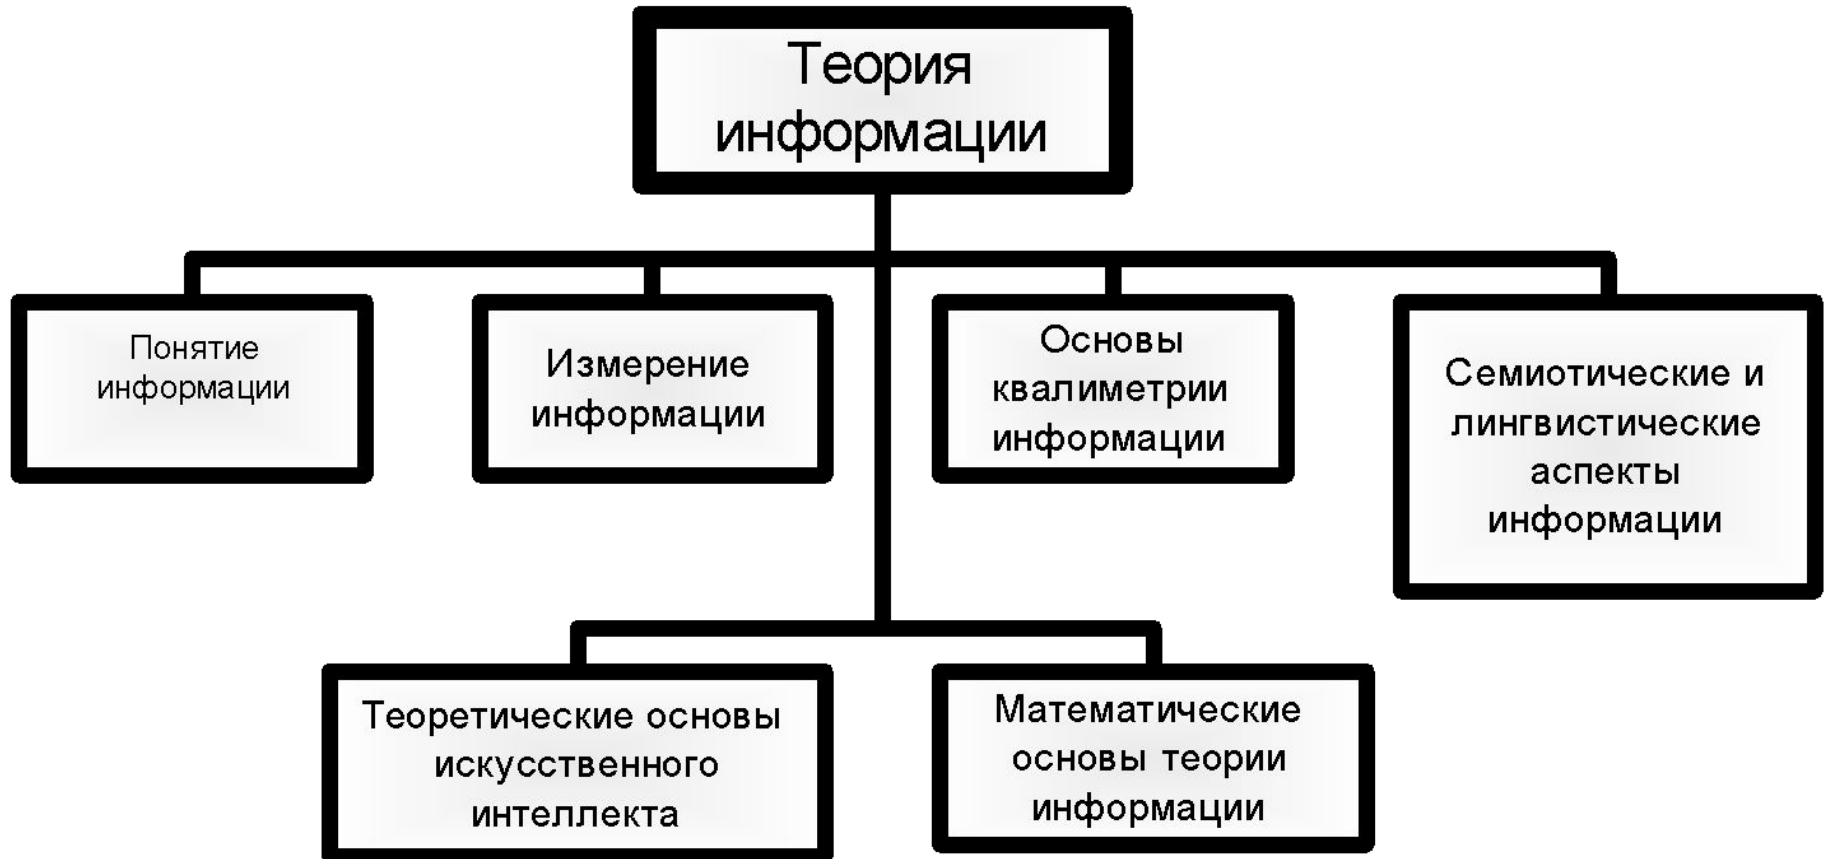 Теория
информации
Понятие
информации
Измерение
информации
Основы
квалиметрии
информации
Семиотические и
лингвистические
аспекты
информации
Теоретические основы
искусственного
интеллекта
Математические
основы теории
информации